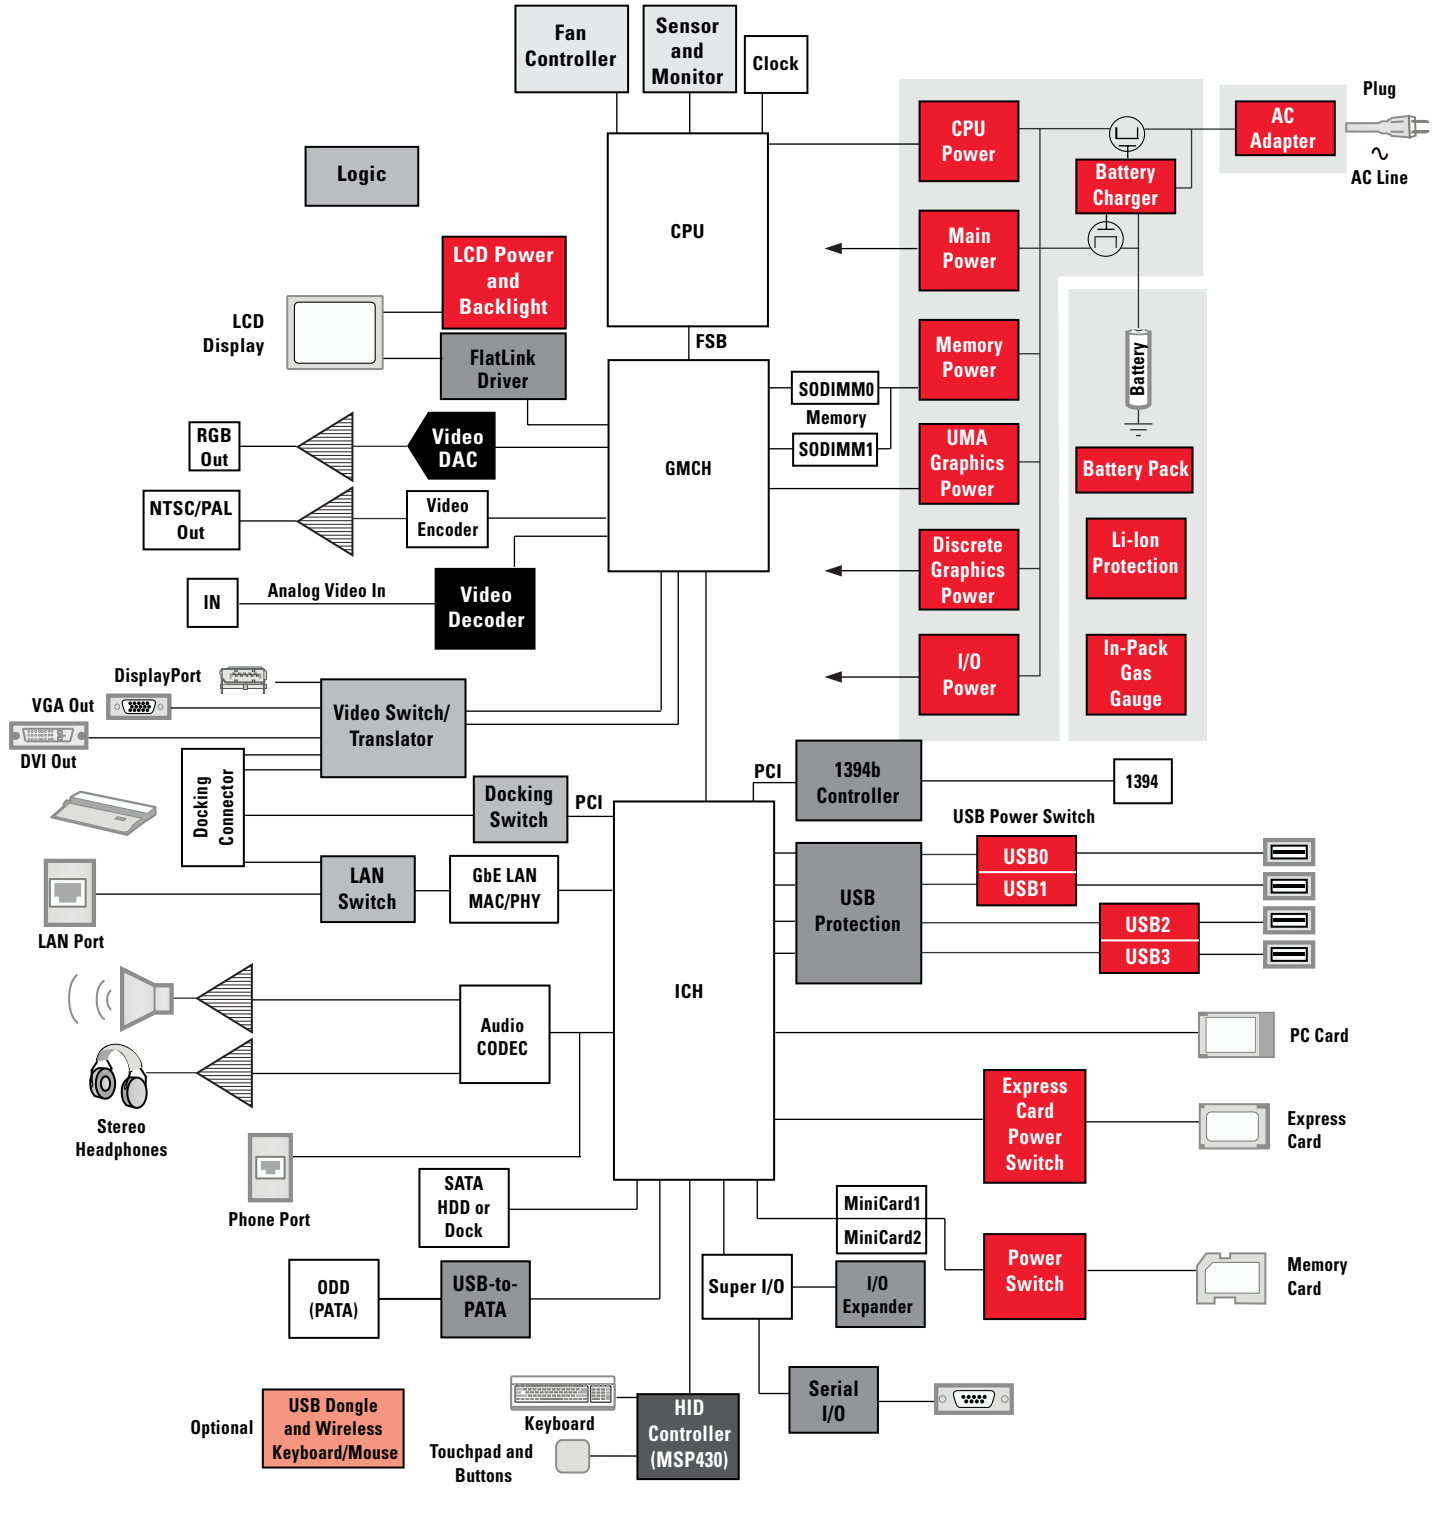 Fan
Controller
Sensor
and
Monitor
Clock
Plug
AC
Adapter
AC Line
CPU
Power
Battery
Charger
Logic
CPU
Main
Power
LCD Power
and
Backlight
LCD
Display
FSB
FlatLink
Driver
Memory
Power
Battery
SODIMM0
Memory
SODIMM1
RGB
Out
Video
DAC
GMCH
UMA
Graphics
Power
Battery Pack
NTSC/PAL
Out
Video
Encoder
Discrete
Graphics
Power
Li-Ion
Protection
IN
Analog Video In
Video
Decoder
I/O
Power
In-Pack
Gas
Gauge
DisplayPort
VGA Out
DVI Out
Video Switch/
Translator
Docking
Connector
Docking
Switch
PCI
PCI
1394b
Controller
1394
USB Power Switch
USB0
USB1
USB2
USB3
USB
Protection
LAN
Switch
GbE LAN
MAC/PHY
LAN Port
ICH
Audio
CODEC
PC Card
Stereo
Headphones
Express
Card
Power
Switch
Express
Card
Phone Port
SATA
HDD or
Dock
MiniCard1
MiniCard2
Power
Switch
Memory
Card
ODD
(PATA)
USB-to-
PATA
Super I/O
I/O
Expander
Serial
I/O
Optional
USB Dongle
and Wireless
Keyboard/Mouse
Keyboard
Touchpad and
Buttons
HID
Controller
(MSP430)